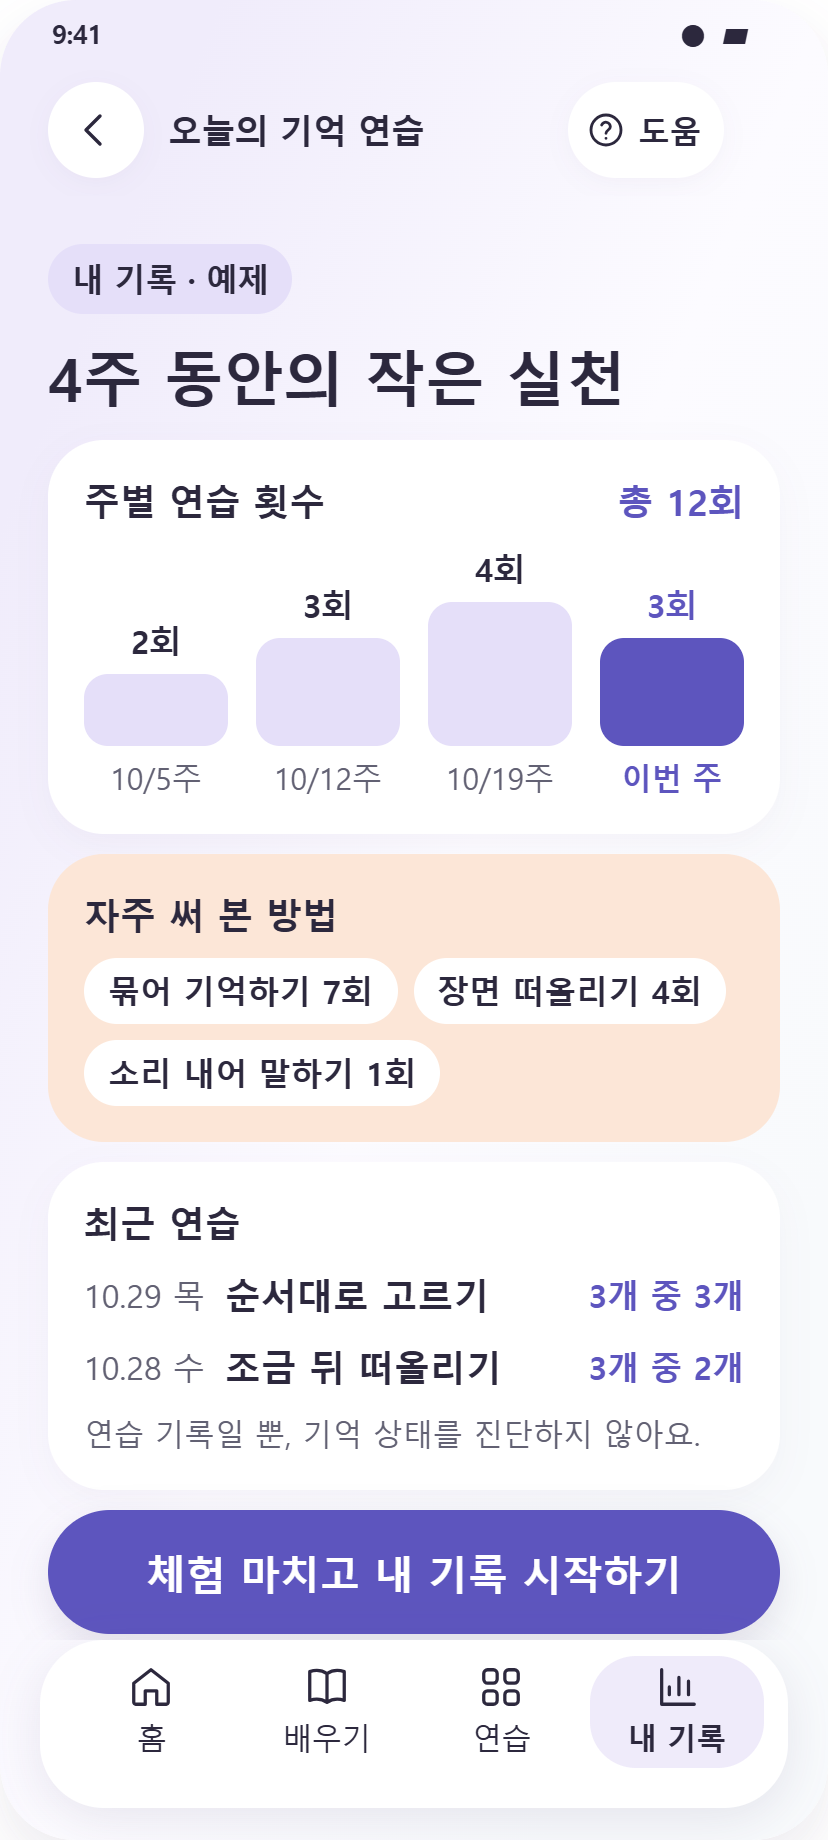 9:41
오늘의 기억 연습
도움
내 기록 · 예제
4주 동안의 작은 실천
주별 연습 횟수
총 12회
2회
3회
4회
3회
10/5주
10/12주
10/19주
이번 주
자주 써 본 방법
묶어 기억하기 7회
장면 떠올리기 4회
소리 내어 말하기 1회
최근 연습
10.29 목 순서대로 고르기 3개 중 3개
10.28 수 조금 뒤 떠올리기 3개 중 2개
연습 기록일 뿐, 기억 상태를 진단하지 않아요.
체험 마치고 내 기록 시작하기
홈
배우기
연습
내 기록